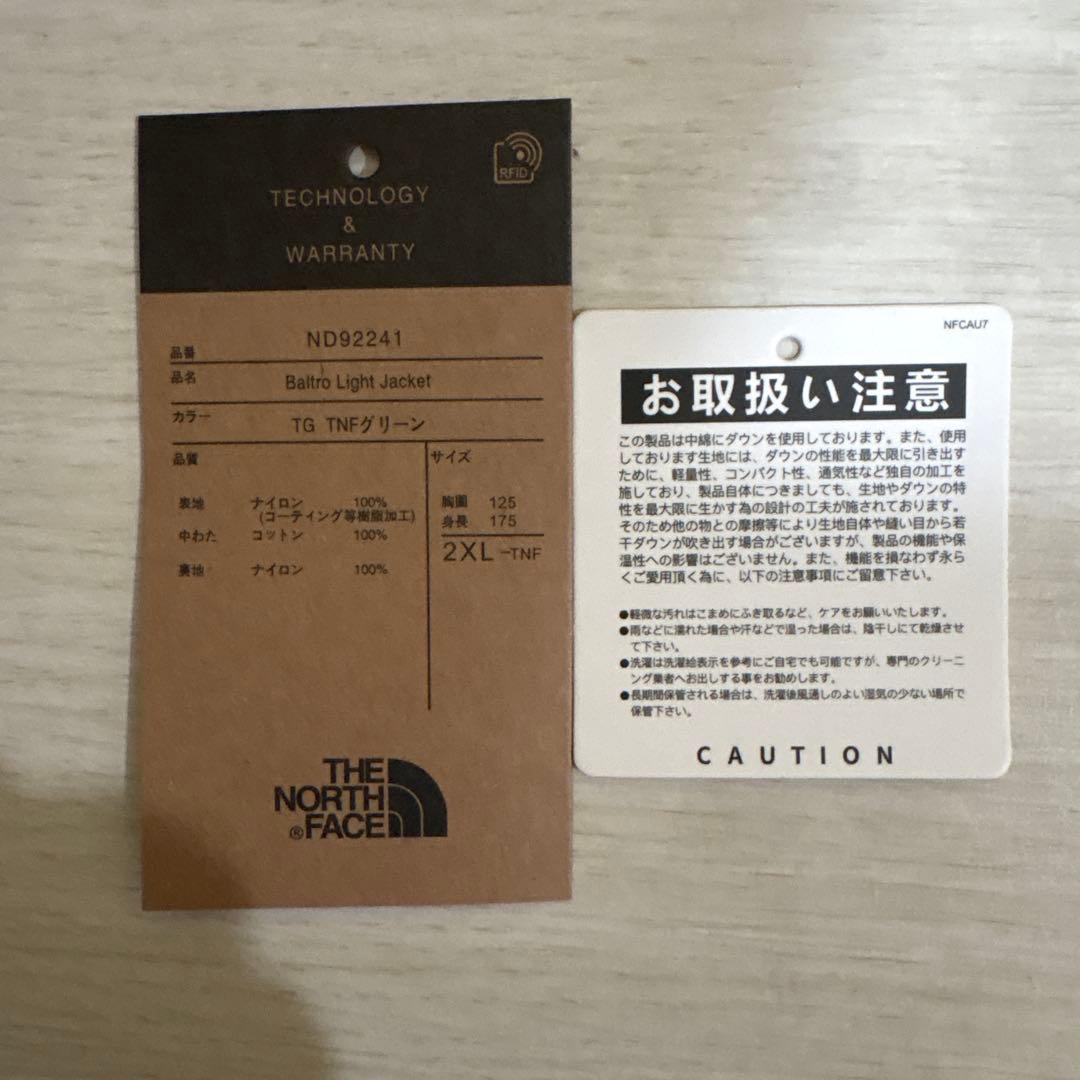 TECHNOLOGY
&
WARRANTY
RFID
品番 ND92241
品名 Baltro Light Jacket
カラー TG TNFグリーン
品質
表地 ナイロン 100%
(コーティング等樹脂加工)
中わた コットン 100%
裏地 ナイロン 100%
サイズ
胸囲 125
身長 175
2XL -TNF
THE
NORTH
®FACE
NFCAU7
お取扱い注意
この製品は中綿にダウンを使用しております。また、使用
しております生地には、ダウンの性能を最大限に引き出す
ために、軽量性、コンパクト性、通気性など独自の加工を
施しており、製品自体につきましても、生地やダウンの特
性を最大限に生かす為の設計の工夫が施されております。
そのため他の物との摩擦等により生地自体や縫い目から若
干ダウンが吹き出す場合がございますが、製品の機能や保
温性への影響はございません。また、機能を損なわず永ら
くご愛用頂く為に、以下の注意事項にご留意下さい。
●軽微な汚れはこまめにふき取るなど、ケアをお願いいたします。
●雨などに濡れた場合や汗などで湿った場合は、陰干しにて乾燥させ
て下さい。
●洗濯は洗濯絵表示を参考にご自宅でも可能ですが、専門のクリーニ
ング業者へお出しする事をお勧めします。
●長期間保管される場合は、洗濯後風通しのよい湿気の少ない場所で
保管下さい。
CAUTION